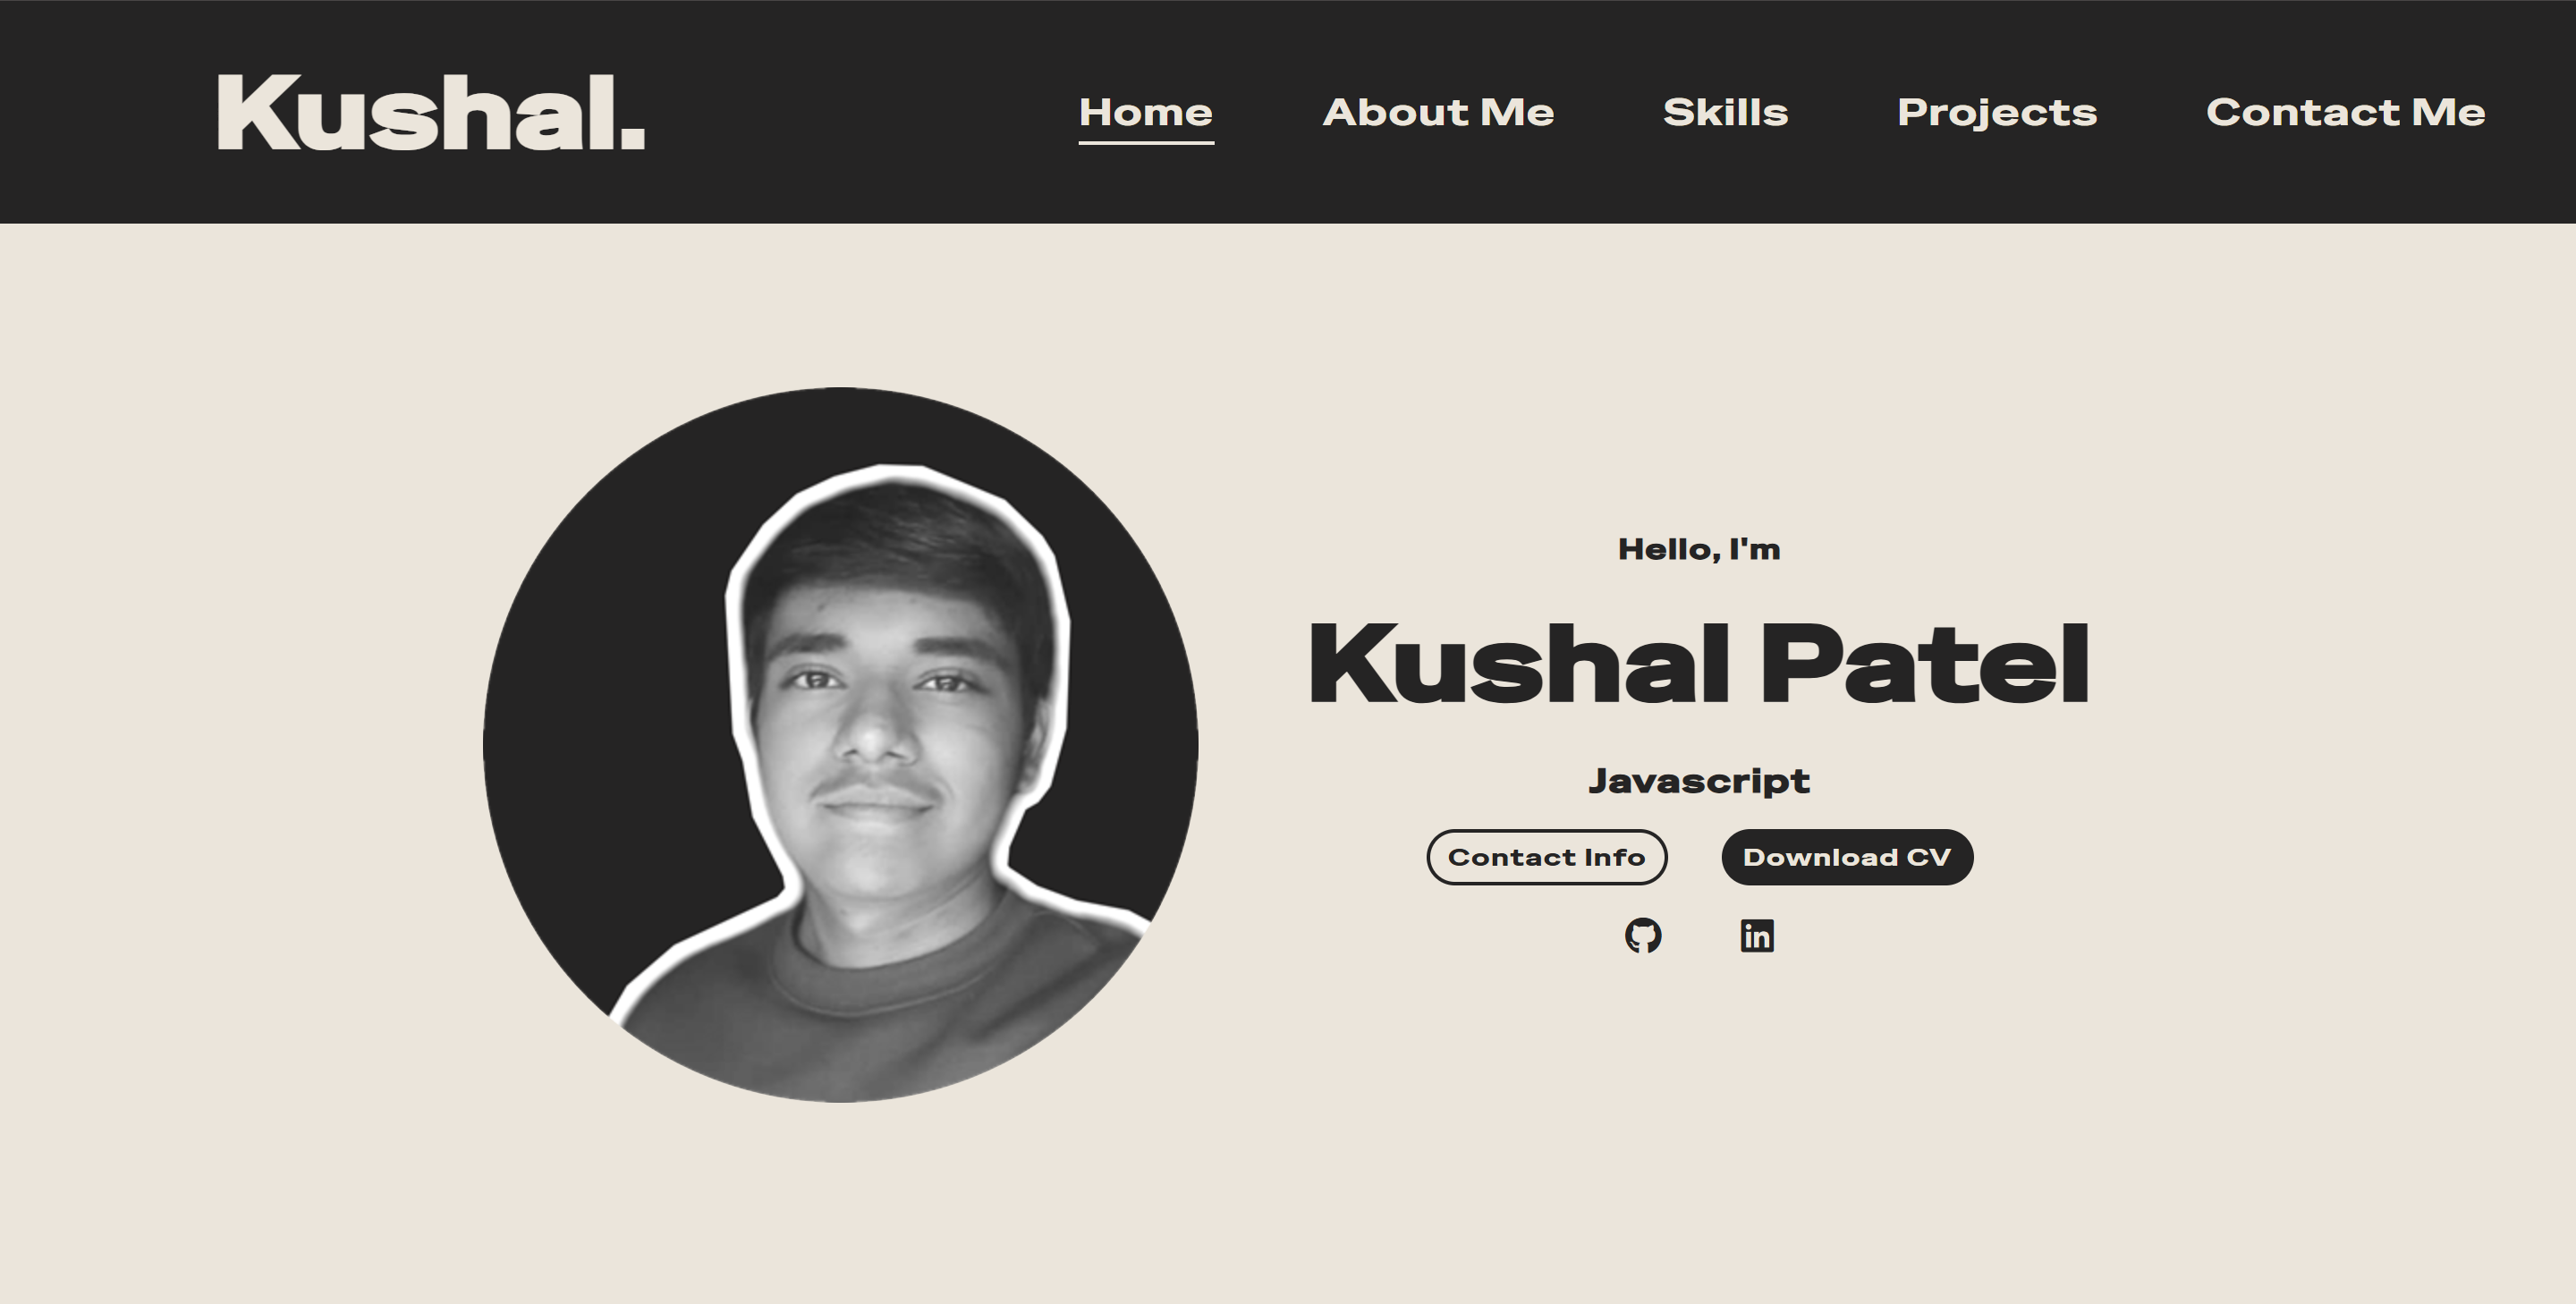 Kushal.
Home About Me Skills Projects Contact Me
Hello, I'm
Kushal Patel
Javascript
Contact Info Download CV
in